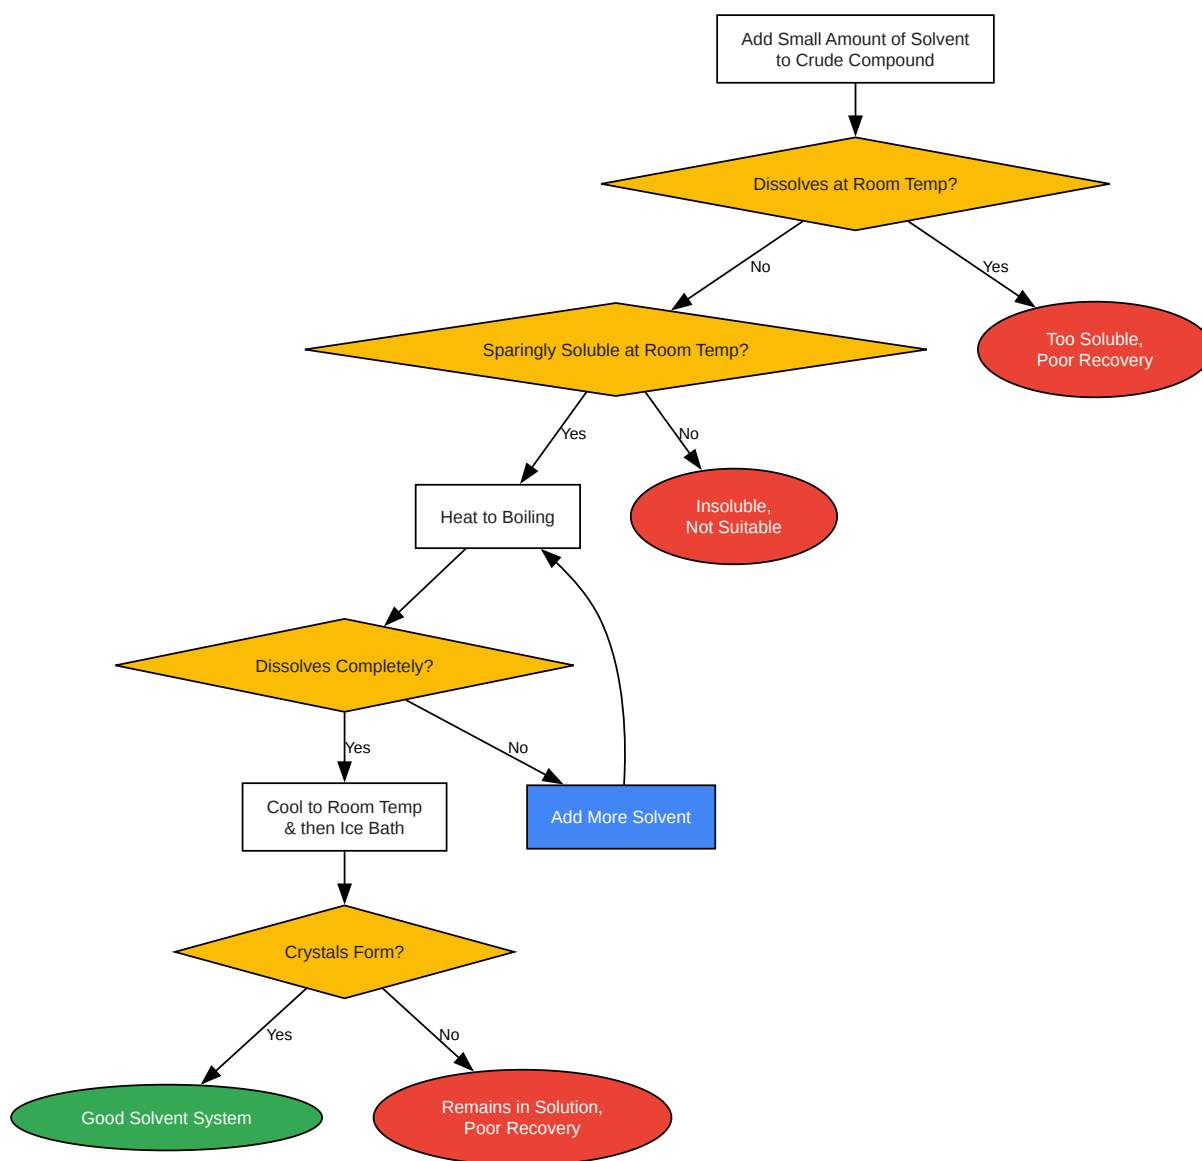 Add Small Amount of Solvent
to Crude Compound
Dissolves at Room Temp?
No
Yes
Sparingly Soluble at Room Temp?
Too Soluble,
Poor Recovery
Yes
No
Heat to Boiling
Insoluble,
Not Suitable
Dissolves Completely?
Yes
No
Cool to Room Temp
& then Ice Bath
Add More Solvent
Crystals Form?
Yes
No
Good Solvent System
Remains in Solution,
Poor Recovery